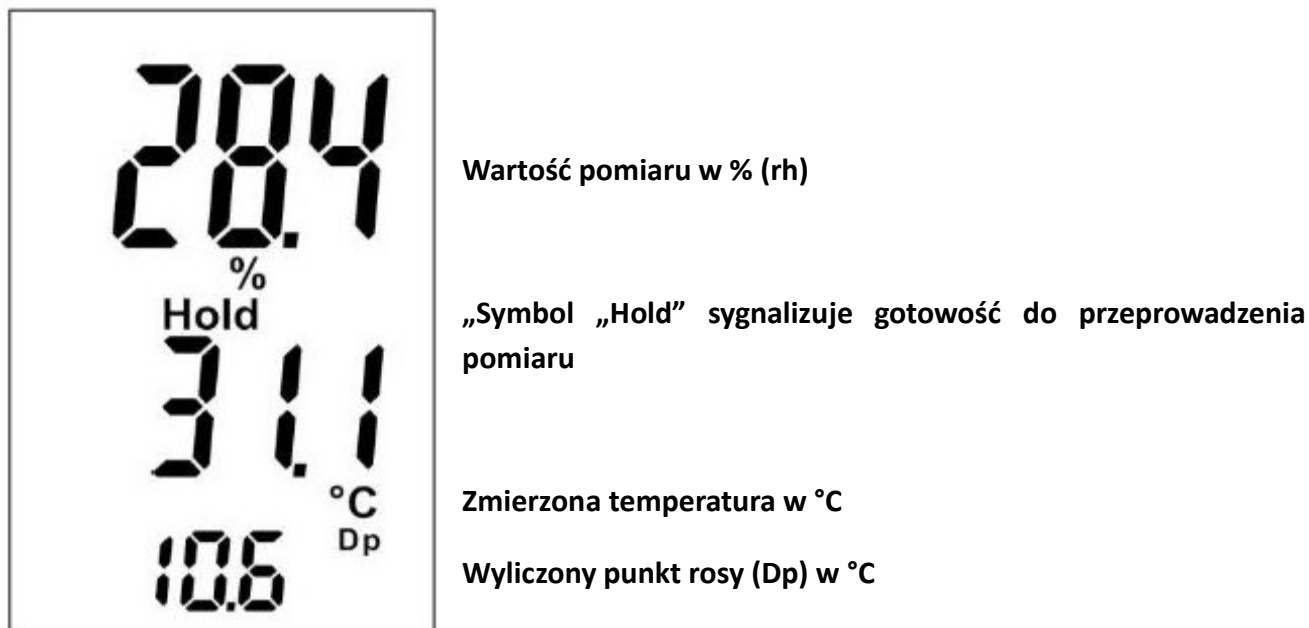 28.4
Wartość pomiaru w % (rh)
%
Hold
„Symbol „Hold” sygnalizuje gotowość do przeprowadzenia
pomiaru
31.1
°C
Zmierzona temperatura w °C
Dp
10.6
Wyliczony punkt rosy (Dp) w °C